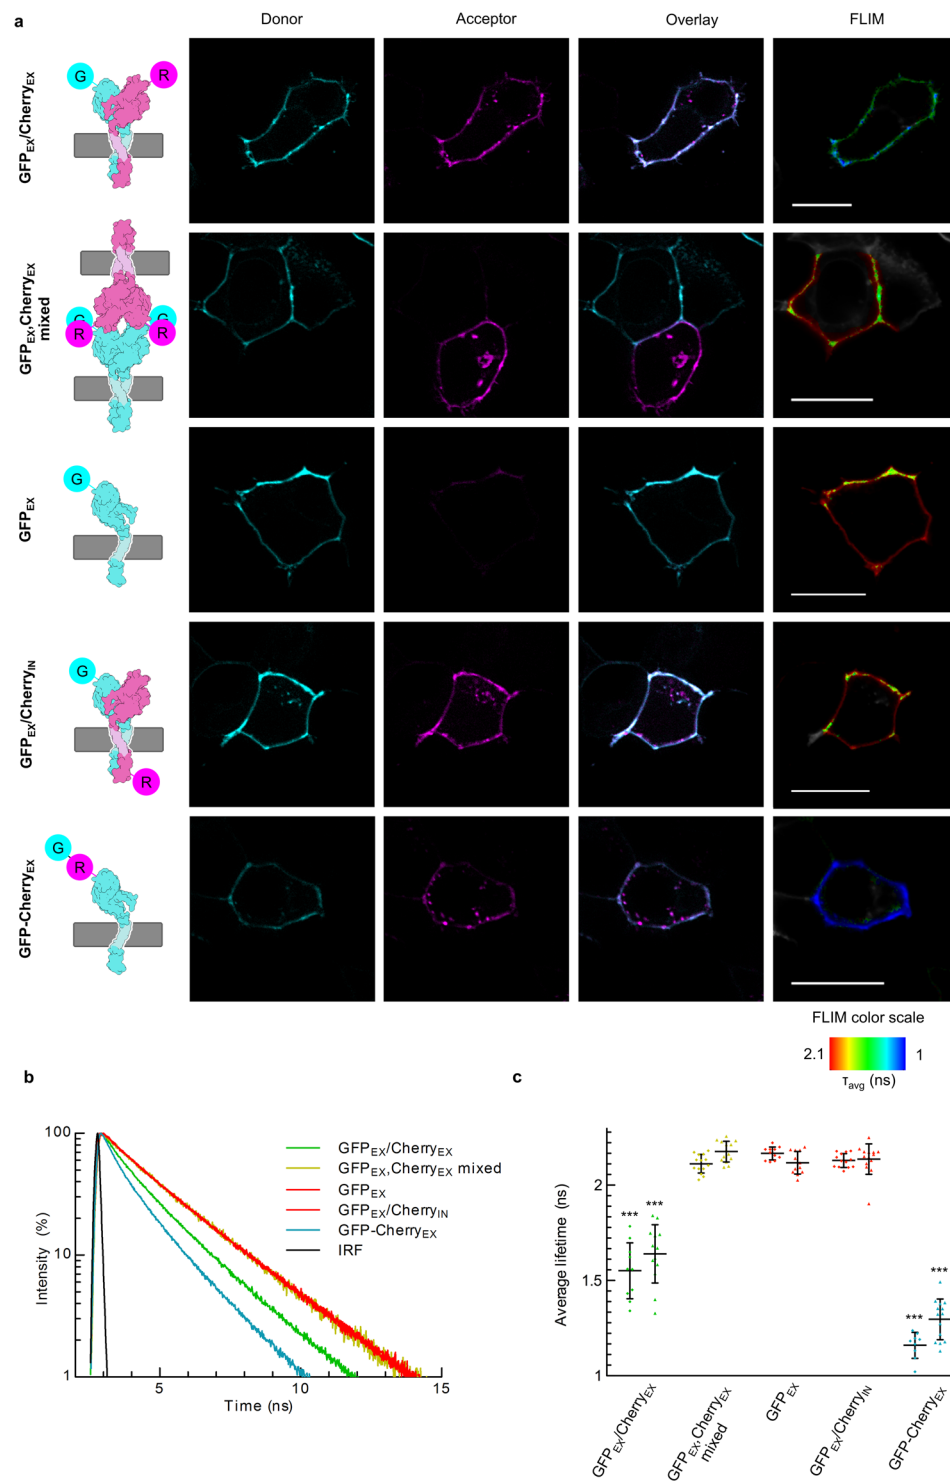 a
Donor
Acceptor
Overlay
FLIM
GFPEX/CherryEX
G
R
GFPEX,CherryEX
mixed
G
G
R
R
GFPEX
G
GFPEX/CherryIN
G
R
GFP-CherryEX
G
R
FLIM color scale
2.1
1
τavg (ns)
b
Intensity (%)
100
10
1
5
10
15
Time (ns)
GFPEX/CherryEX
GFPEX,CherryEX mixed
GFPEX
GFPEX/CherryIN
GFP-CherryEX
IRF
c
Average lifetime (ns)
2
1.5
1
***
***
***
***
GFPEX/CherryEX
GFPEX,CherryEX
mixed
GFPEX
GFPEX/CherryIN
GFP-CherryEX